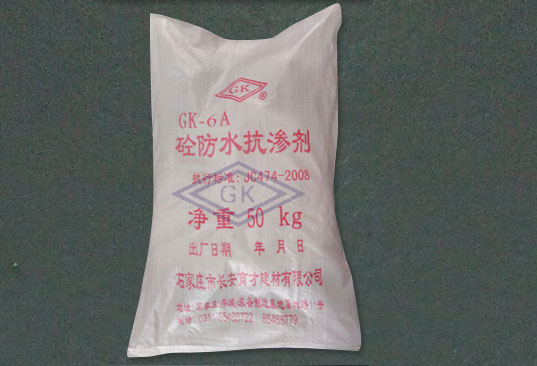 GK®
GK-6A
砼防水抗渗剂
执行标准:JC474-2008
GK
净重 50 kg
出厂日期 年 月 日
石家庄市长安育才建材有限公司
85468779